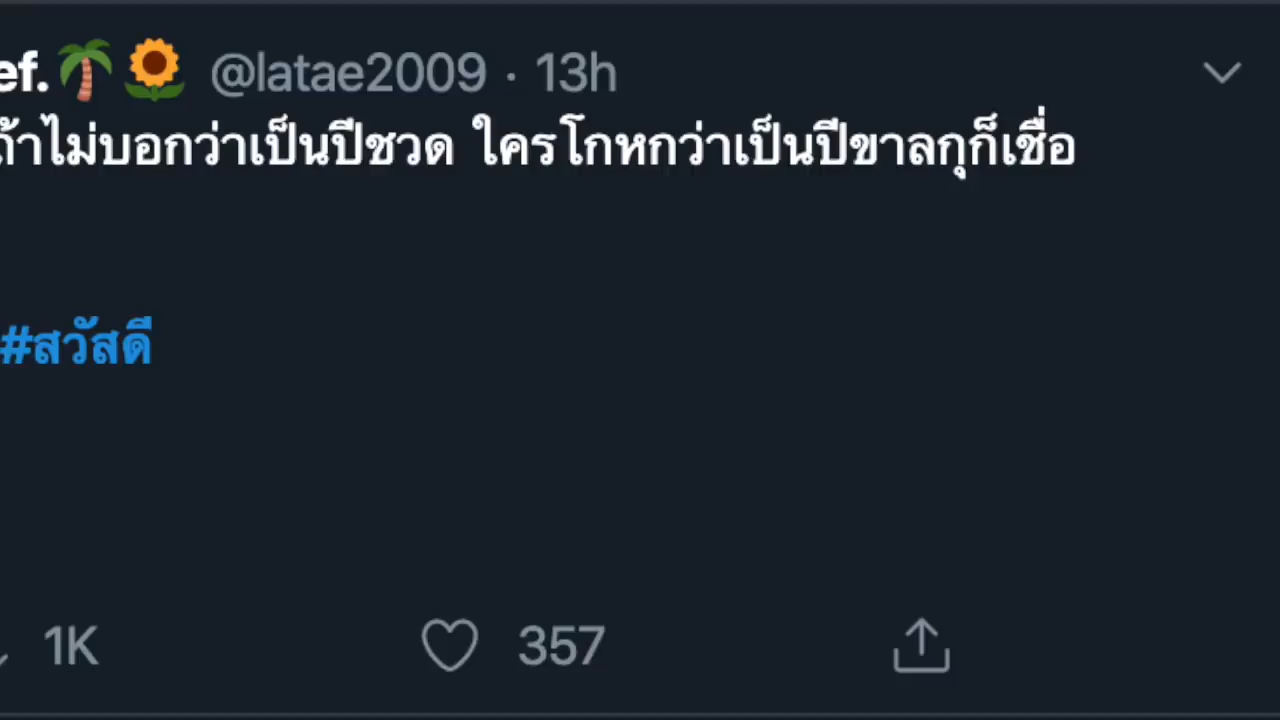 ef.🌴🌻 @latae2009 · 13h
ถ้าไม่บอกว่าเป็นปีชวด ใครโกหกว่าเป็นปีขาลกุก็เชื่อ
#สวัสดี
1K 357